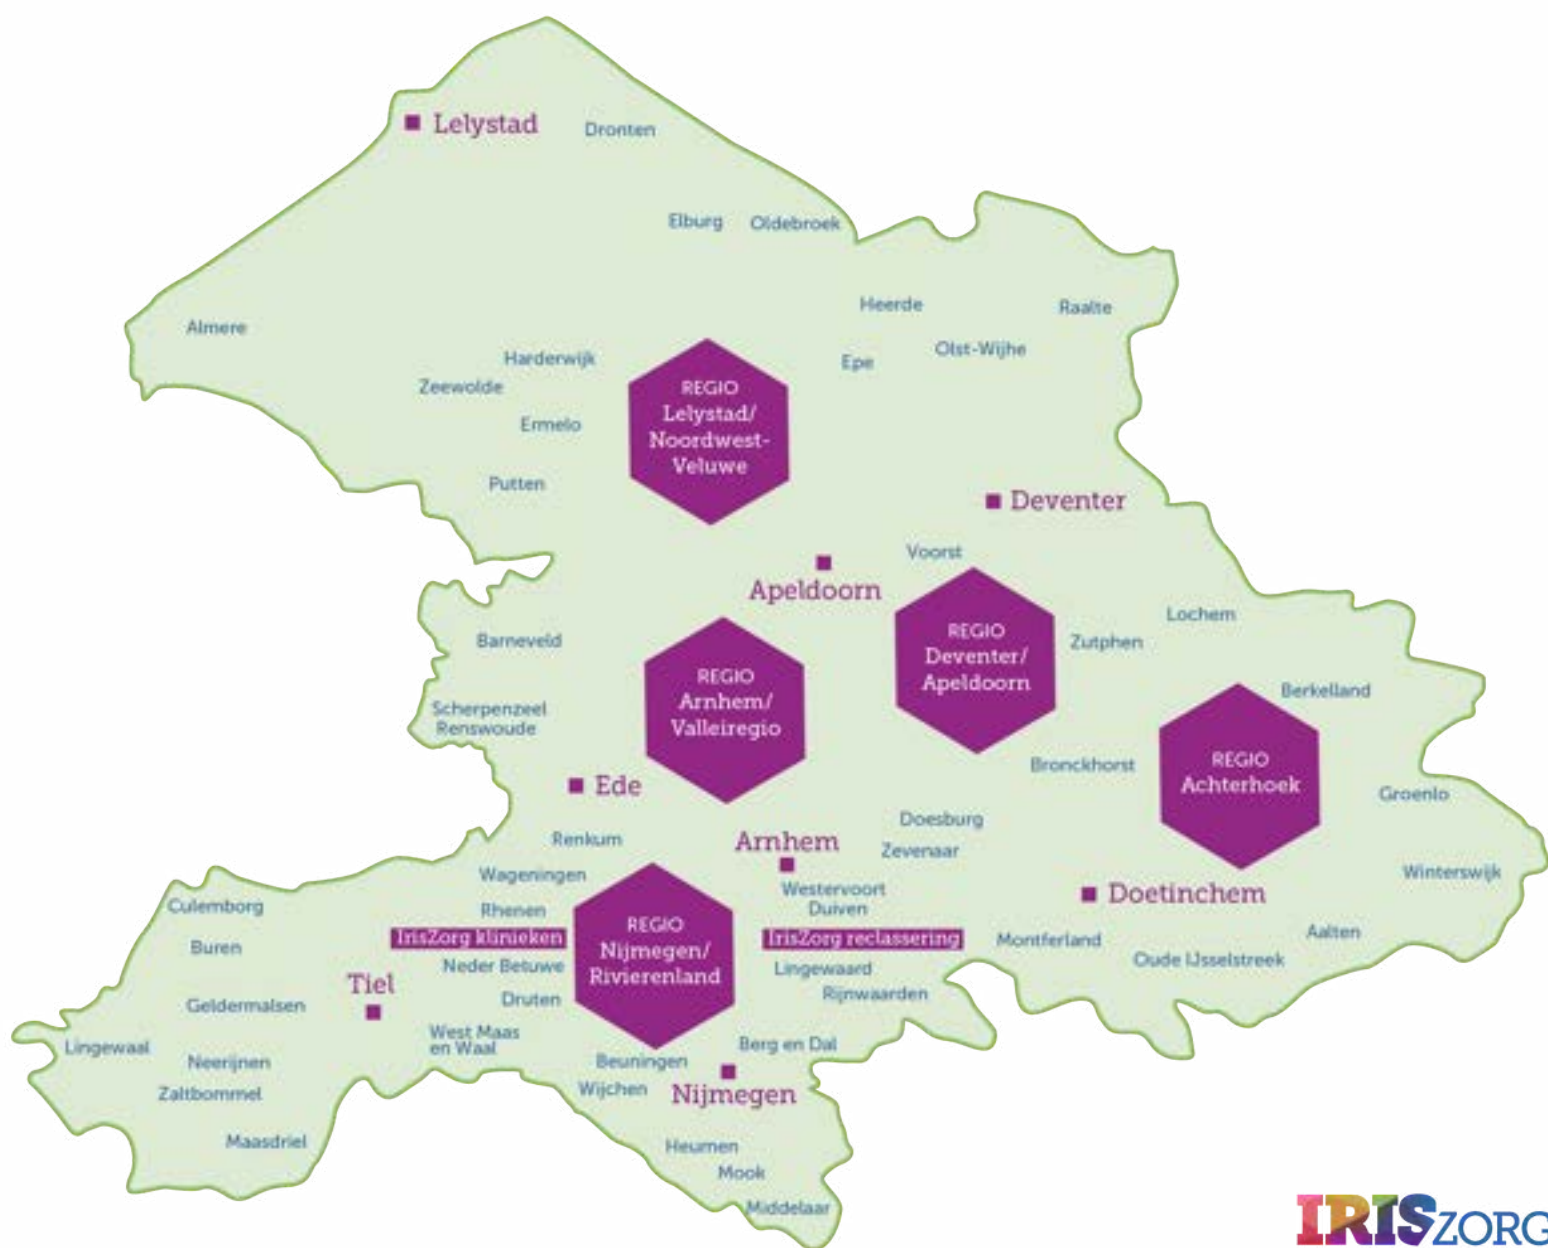 Lelystad
Dronten
Elburg
Oldebroek
Heerde
Raalte
Almere
Olst-Wijhe
Harderwijk
Epe
Zeewolde
REGIO
Lelystad/
Noordwest-
Veluwe
Ermelo
Putten
Deventer
Voorst
Apeldoorn
Lochem
Barneveld
Zutphen
REGIO
Deventer/
Apeldoorn
REGIO
Arnhem/
Valleiregio
Berkelland
Scherpenzeel
Renswoude
Bronckhorst
REGIO
Achterhoek
Ede
Groenlo
Doesburg
Renkum
Arnhem
Zevenaar
Wageningen
Winterswijk
Westervoort
Duiven
Doetinchem
Culemborg
Rhenen
REGIO
Nijmegen/
Rivierenland
IrisZorg klinieken
IrisZorg reclassering
Montferland
Aalten
Buren
Neder Betuwe
Lingewaard
Oude IJsselstreek
Tiel
Rijnwaarden
Geldermalsen
Druten
West Maas
en Waal
Berg en Dal
Lingewaal
Neerijnen
Beuningen
Zaltbommel
Wijchen
Nijmegen
Maasdriel
Heumen
Mook
Middelaar
IRISZORG